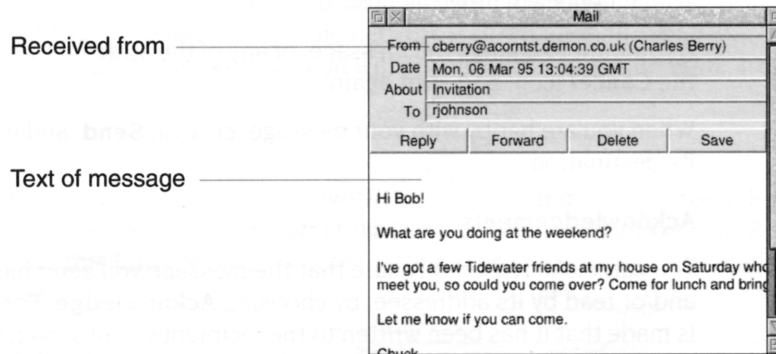 Mail
Received from
From cberry@acorntst.demon.co.uk (Charles Berry)
Date Mon, 06 Mar 95 13:04:39 GMT
About Invitation
To rjohnson
Reply Forward Delete Save
Text of message
Hi Bob!
What are you doing at the weekend?
I've got a few Tidewater friends at my house on Saturday who
meet you, so could you come over? Come for lunch and bring
Let me know if you can come.
Chuck